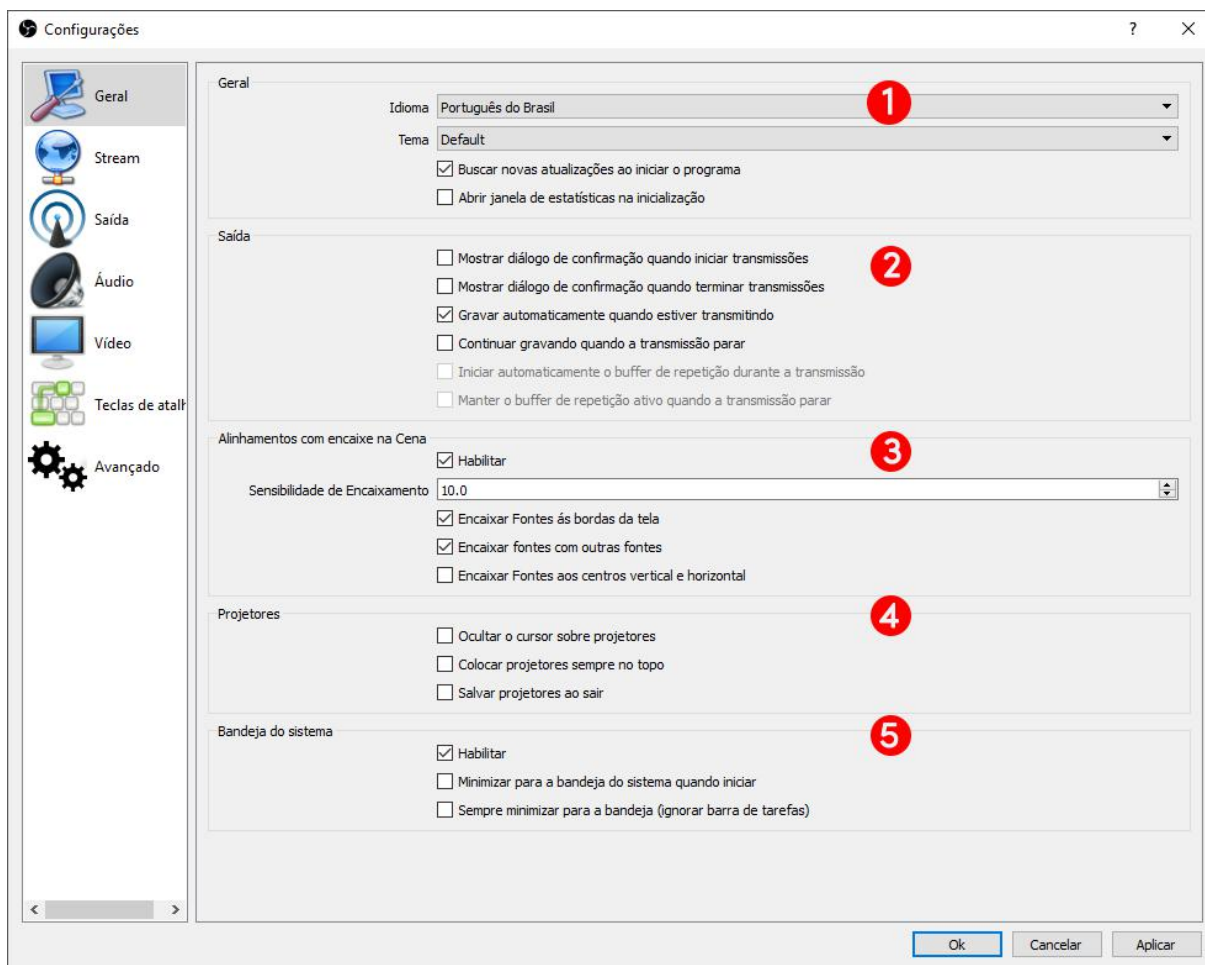 Configurações
?
Geral
Stream
Saída
Áudio
Vídeo
Teclas de atalh
Avançado
Geral
1
Idioma Português do Brasil
Tema Default
Buscar novas atualizações ao iniciar o programa
Abrir janela de estatísticas na inicialização
Saída
2
Mostrar diálogo de confirmação quando iniciar transmissões
Mostrar diálogo de confirmação quando terminar transmissões
Gravar automaticamente quando estiver transmitindo
Continuar gravando quando a transmissão parar
Iniciar automaticamente o buffer de repetição durante a transmissão
Manter o buffer de repetição ativo quando a transmissão parar
Alinhamentos com encaixe na Cena
3
Habilitar
Sensibilidade de Encaixamento 10.0
Encaixar Fontes ás bordas da tela
Encaixar fontes com outras fontes
Encaixar Fontes aos centros vertical e horizontal
Projetores
4
Ocultar o cursor sobre projetores
Colocar projetores sempre no topo
Salvar projetores ao sair
Bandeja do sistema
5
Habilitar
Minimizar para a bandeja do sistema quando iniciar
Sempre minimizar para a bandeja (ignorar barra de tarefas)
Ok Cancelar Aplicar